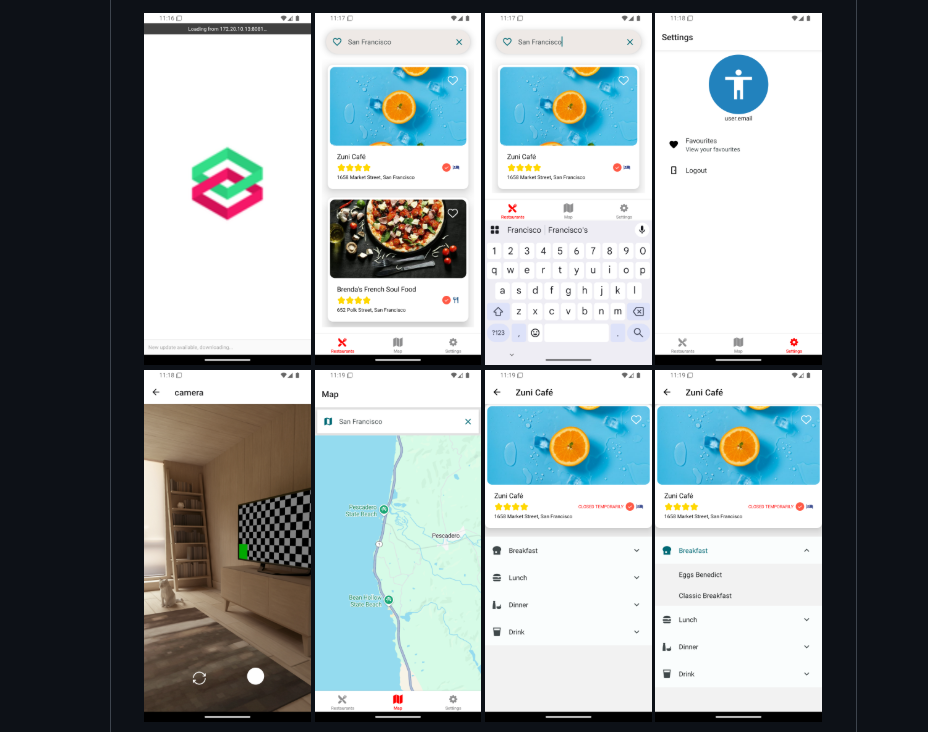 11:16
Loading from 172.20.10.13:8081...
New update available, downloading...
11:17
San Francisco
Zuni Café
1658 Market Street, San Francisco
Brenda's French Soul Food
652 Polk Street, San Francisco
Restaurants Map Settings
11:17
San Francisco
Zuni Café
1658 Market Street, San Francisco
Restaurants Map Settings
Francisco Francisco's
1 2 3 4 5 6 7 8 9 0
q w e r t y u i o p
a s d f g h j k l
z x c v b n m
?123 , .
11:18
Settings
user.email
Favourites
View your favourites
Logout
Restaurants Map Settings
11:18
camera
11:19
Map
San Francisco
Pescadero
State Beach
1
Pescadero
Bean Hollow
State Beach
Restaurants Map Settings
11:19
Zuni Café
Zuni Café
CLOSED TEMPORARILY
1658 Market Street, San Francisco
Breakfast
Lunch
Dinner
Drink
11:19
Zuni Café
Zuni Café
CLOSED TEMPORARILY
1658 Market Street, San Francisco
Breakfast
Eggs Benedict
Classic Breakfast
Lunch
Dinner
Drink